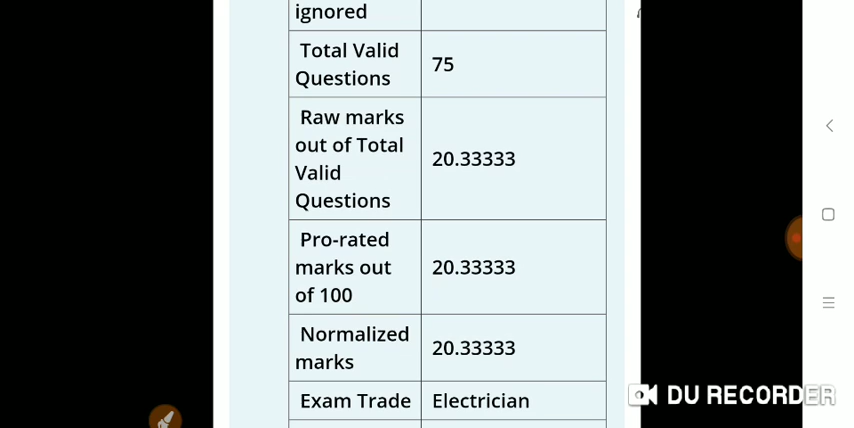 ignored
Total Valid
Questions
75
Raw marks
out of Total
Valid
Questions
20.33333
Pro-rated
marks out
of 100
20.33333
Normalized
marks
20.33333
Exam Trade
Electrician
DU RECORDER